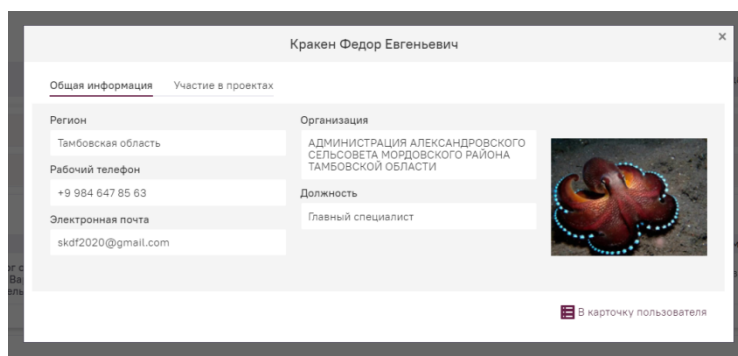 Кракен Федор Евгеньевич
×
Общая информация
Участие в проектах
Регион
Тамбовская область
Рабочий телефон
+9 984 647 85 63
Электронная почта
skdf2020@gmail.com
Организация
АДМИНИСТРАЦИЯ АЛЕКСАНДРОВСКОГО
СЕЛЬСОВЕТА МОРДОВСКОГО РАЙОНА
ТАМБОВСКОЙ ОБЛАСТИ
Должность
Главный специалист
В карточку пользователя